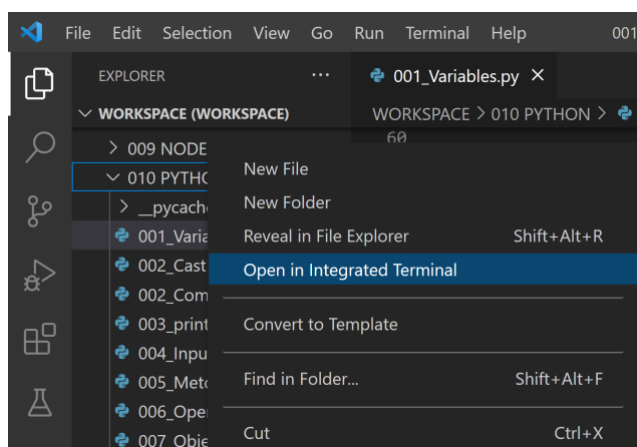 File Edit Selection View Go Run Terminal Help 001
EXPLORER ...
001_Variables.py
WORKSPACE (WORKSPACE)
WORKSPACE > 010 PYTHON >
60
009 NODE
010 PYTHO
__pycach
001_Varia
002_Cast
002_Com
003_print
004_Inpu
005_Meto
006_Oper
007_Obje
New File
New Folder
Reveal in File Explorer Shift+Alt+R
Open in Integrated Terminal
Convert to Template
Find in Folder... Shift+Alt+F
Cut Ctrl+X